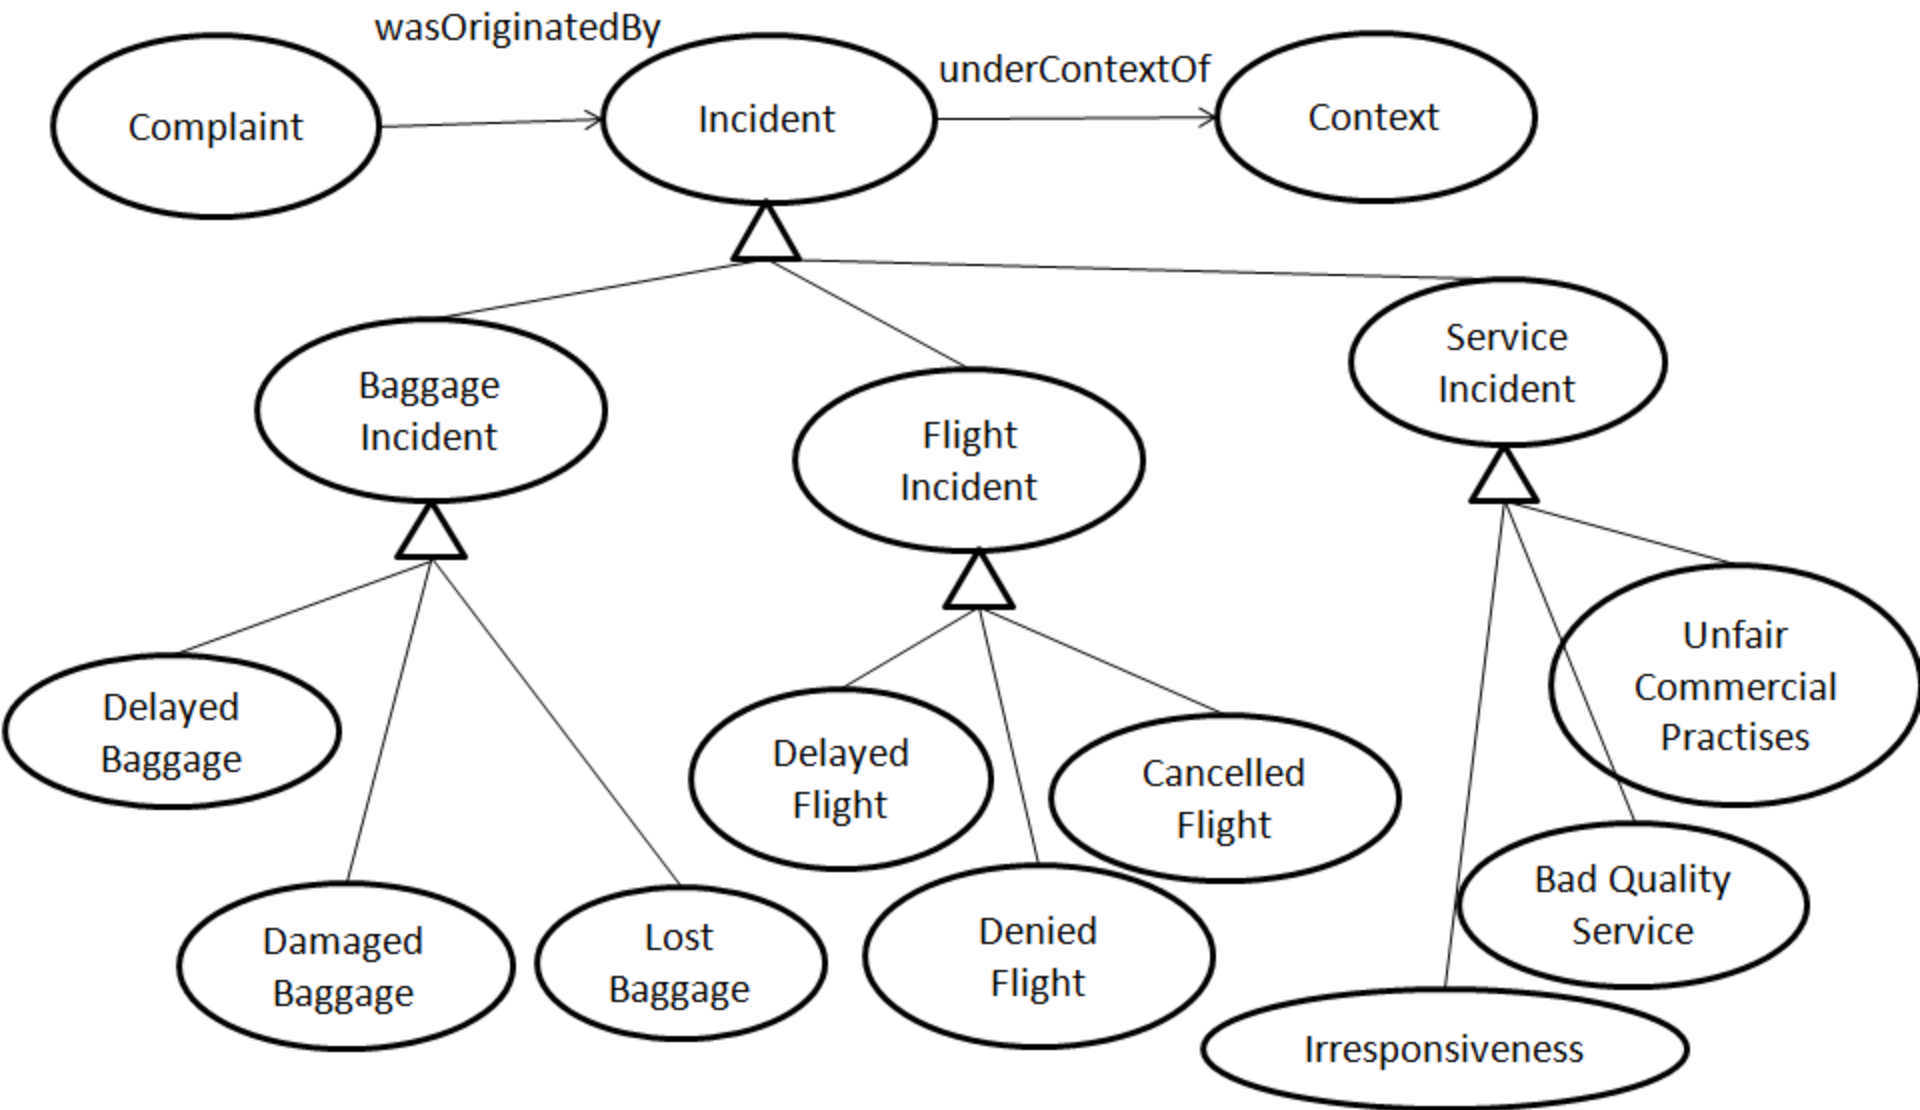 wasOriginatedBy
underContextOf
Complaint
Incident
Context
Service
Incident
Baggage
Incident
Flight
Incident
Unfair
Commercial
Practises
Delayed
Baggage
Delayed
Flight
Cancelled
Flight
Bad Quality
Service
Damaged
Baggage
Lost
Baggage
Denied
Flight
Irresponsiveness